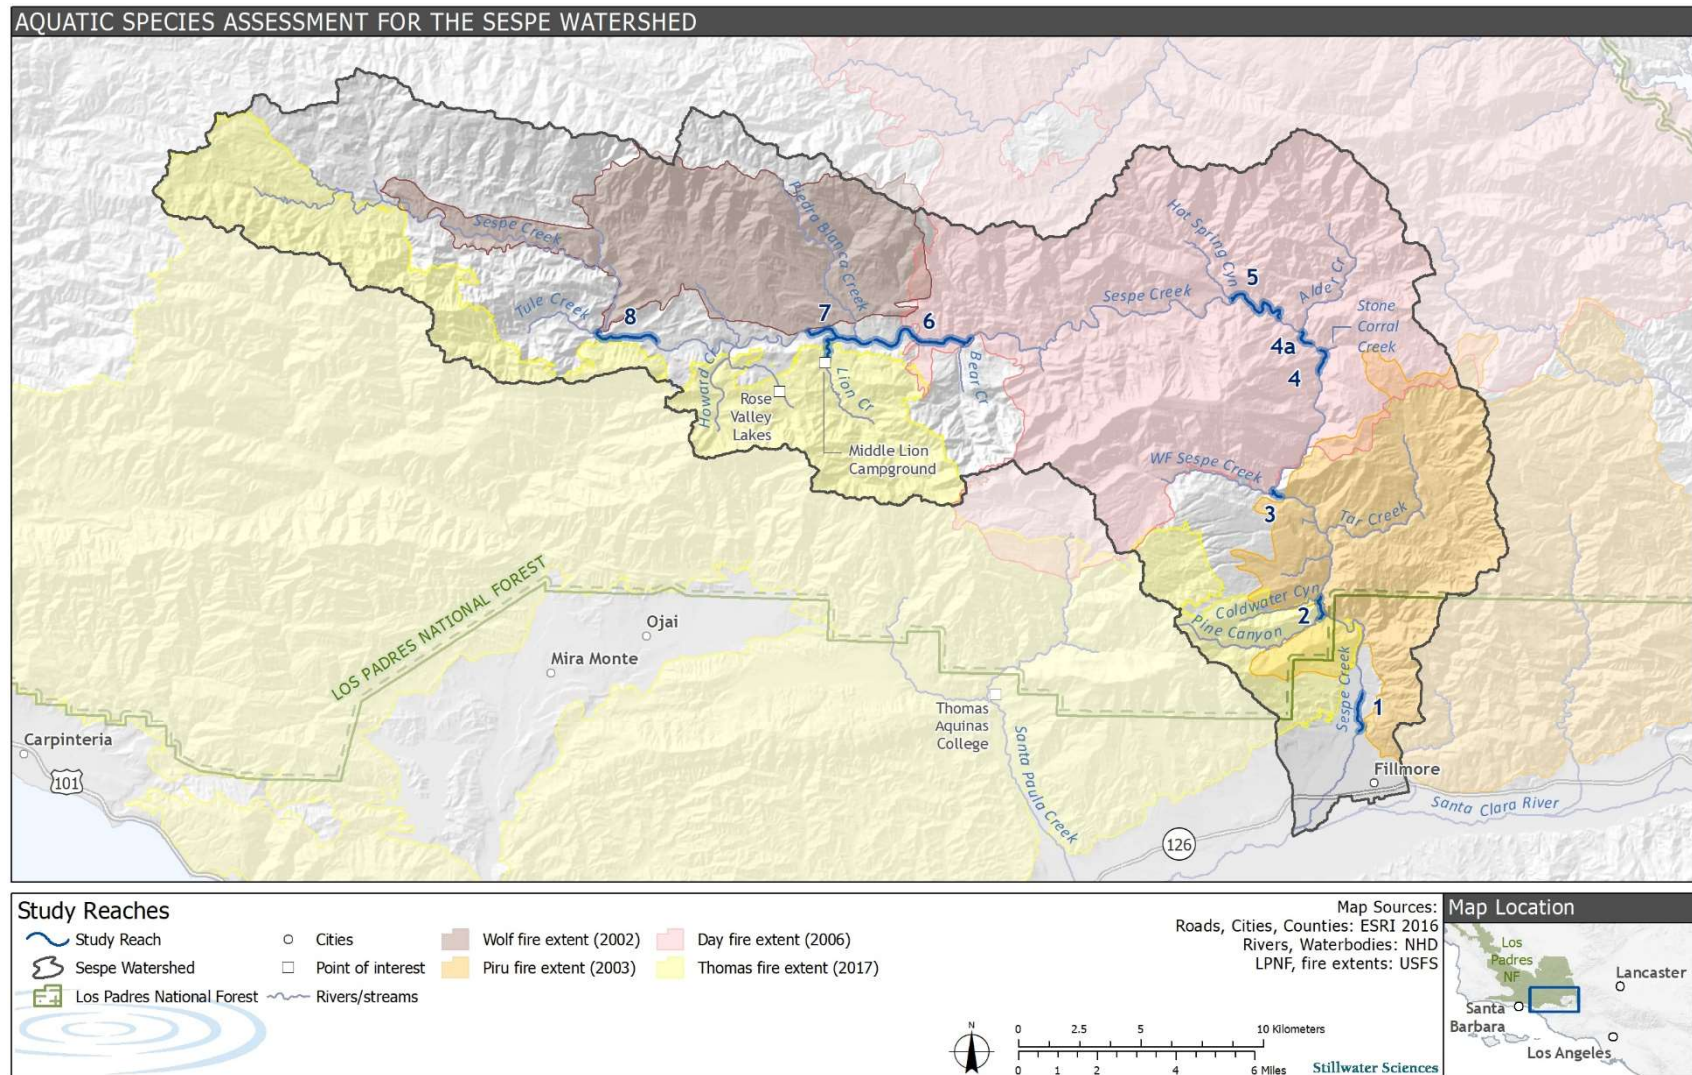 AQUATIC SPECIES ASSESSMENT FOR THE SESPE WATERSHED
Sespe Creek
Piedra Blanca Creek
Hot Spring Cyn
5
Alder Cr
Sespe Creek
Stone
Corral
Creek
Tule Creek
8
7
6
4a
4
Howard Cr
Rose
Valley
Lakes
Lion Cr
Bear Cr
Middle Lion
Campground
WF Sespe Creek
3
Tar Creek
LOS PADRES NATIONAL FOREST
Ojai
Mira Monte
Coldwater Cyn
Pine Canyon
2
Sespe Creek
1
Thomas
Aquinas
College
Santa Paula Creek
Carpinteria
101
Fillmore
Santa Clara River
126
Study Reaches
Study Reach
Sespe Watershed
Los Padres National Forest
Cities
Point of interest
Rivers/streams
Wolf fire extent (2002)
Piru fire extent (2003)
Day fire extent (2006)
Thomas fire extent (2017)
Map Sources:
Roads, Cities, Counties: ESRI 2016
Rivers, Waterbodies: NHD
LPNF, fire extents: USFS
N
0 2.5 5 10 Kilometers
0 1 2 4 6 Miles
Stillwater Sciences
Map Location
Los
Padres
NF
Lancaster
Santa
Barbara
Los Angeles